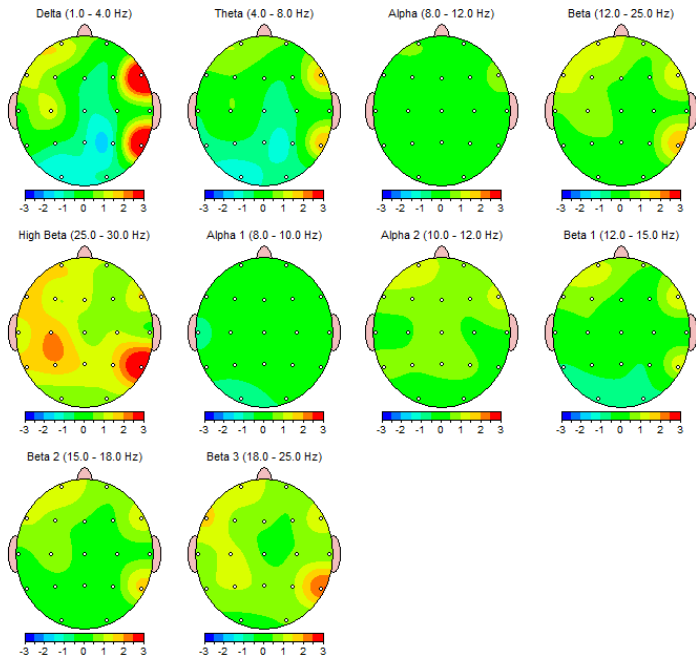 Delta (1.0 - 4.0 Hz) Theta (4.0 - 8.0 Hz) Alpha (8.0 - 12.0 Hz) Beta (12.0 - 25.0 Hz)
-3 -2 -1 0 1 2 3 -3 -2 -1 0 1 2 3 -3 -2 -1 0 1 2 3 -3 -2 -1 0 1 2 3
High Beta (25.0 - 30.0 Hz) Alpha 1 (8.0 - 10.0 Hz) Alpha 2 (10.0 - 12.0 Hz) Beta 1 (12.0 - 15.0 Hz)
-3 -2 -1 0 1 2 3 -3 -2 -1 0 1 2 3 -3 -2 -1 0 1 2 3 -3 -2 -1 0 1 2 3
Beta 2 (15.0 - 18.0 Hz) Beta 3 (18.0 - 25.0 Hz)
-3 -2 -1 0 1 2 3 -3 -2 -1 0 1 2 3